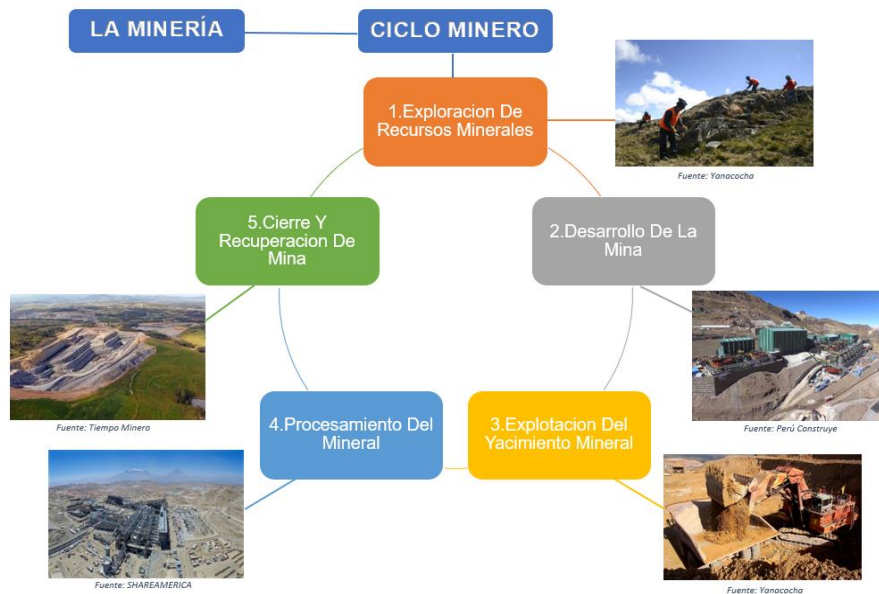 LA MINERÍA
CICLO MINERO
1.Exploracion De
Recursos Minerales
Fuente: Yanacocha
5.Cierre Y
Recuperacion De
Mina
2.Desarrollo De La
Mina
Fuente: Tiempo Minero
Fuente: Perú Construye
4.Procesamiento Del
Mineral
3.Explotacion Del
Yacimiento Mineral
Fuente: SHAREAMERICA
Fuente: Yanacocha